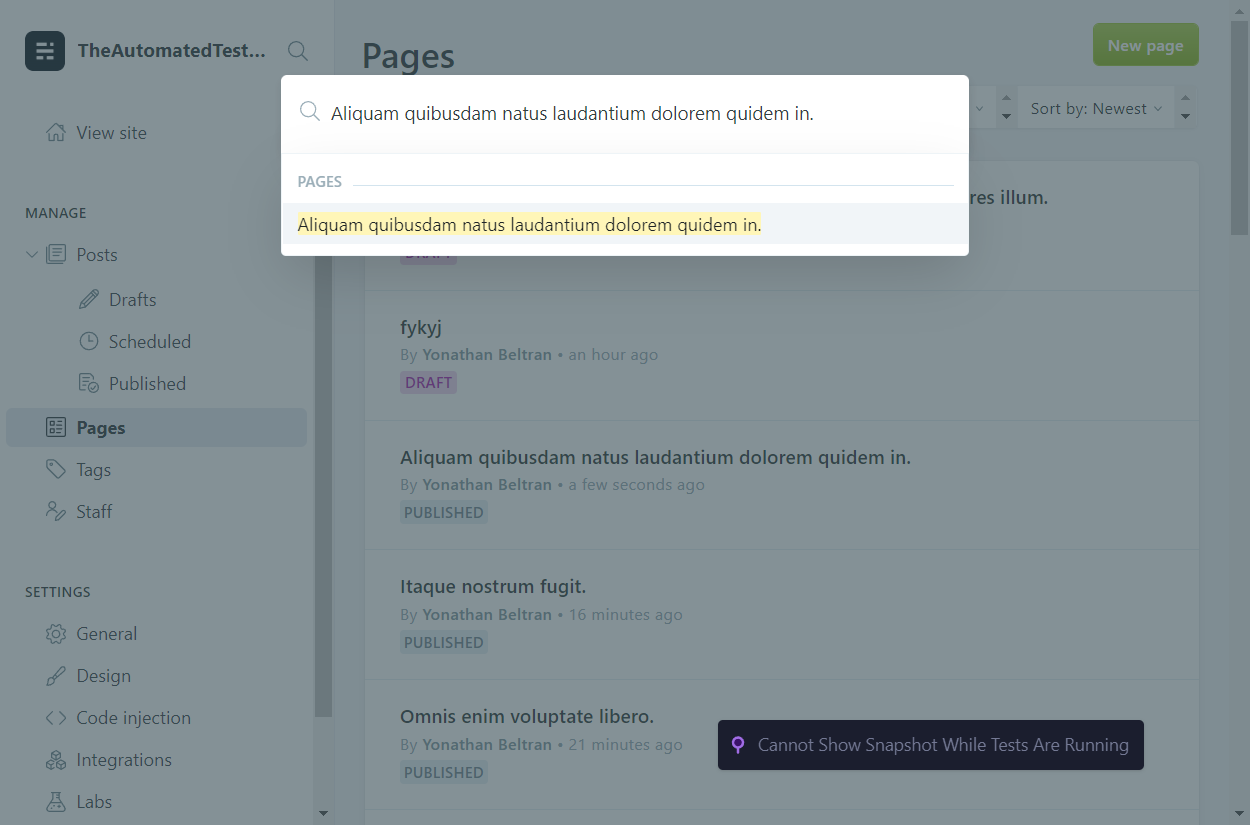 TheAutomatedTest...
View site
MANAGE
Posts
Drafts
Scheduled
Published
Pages
Tags
Staff
SETTINGS
General
Design
Code injection
Integrations
Labs
Pages
New page
Sort by: Newest
Aliquam quibusdam natus laudantium dolorem quidem in.
PAGES
Aliquam quibusdam natus laudantium dolorem quidem in.
res illum.
DRAFT
fykyj
By Yonathan Beltran • an hour ago
DRAFT
Aliquam quibusdam natus laudantium dolorem quidem in.
By Yonathan Beltran • a few seconds ago
PUBLISHED
Itaque nostrum fugit.
By Yonathan Beltran • 16 minutes ago
PUBLISHED
Omnis enim voluptate libero.
By Yonathan Beltran • 21 minutes ago
PUBLISHED
Cannot Show Snapshot While Tests Are Running